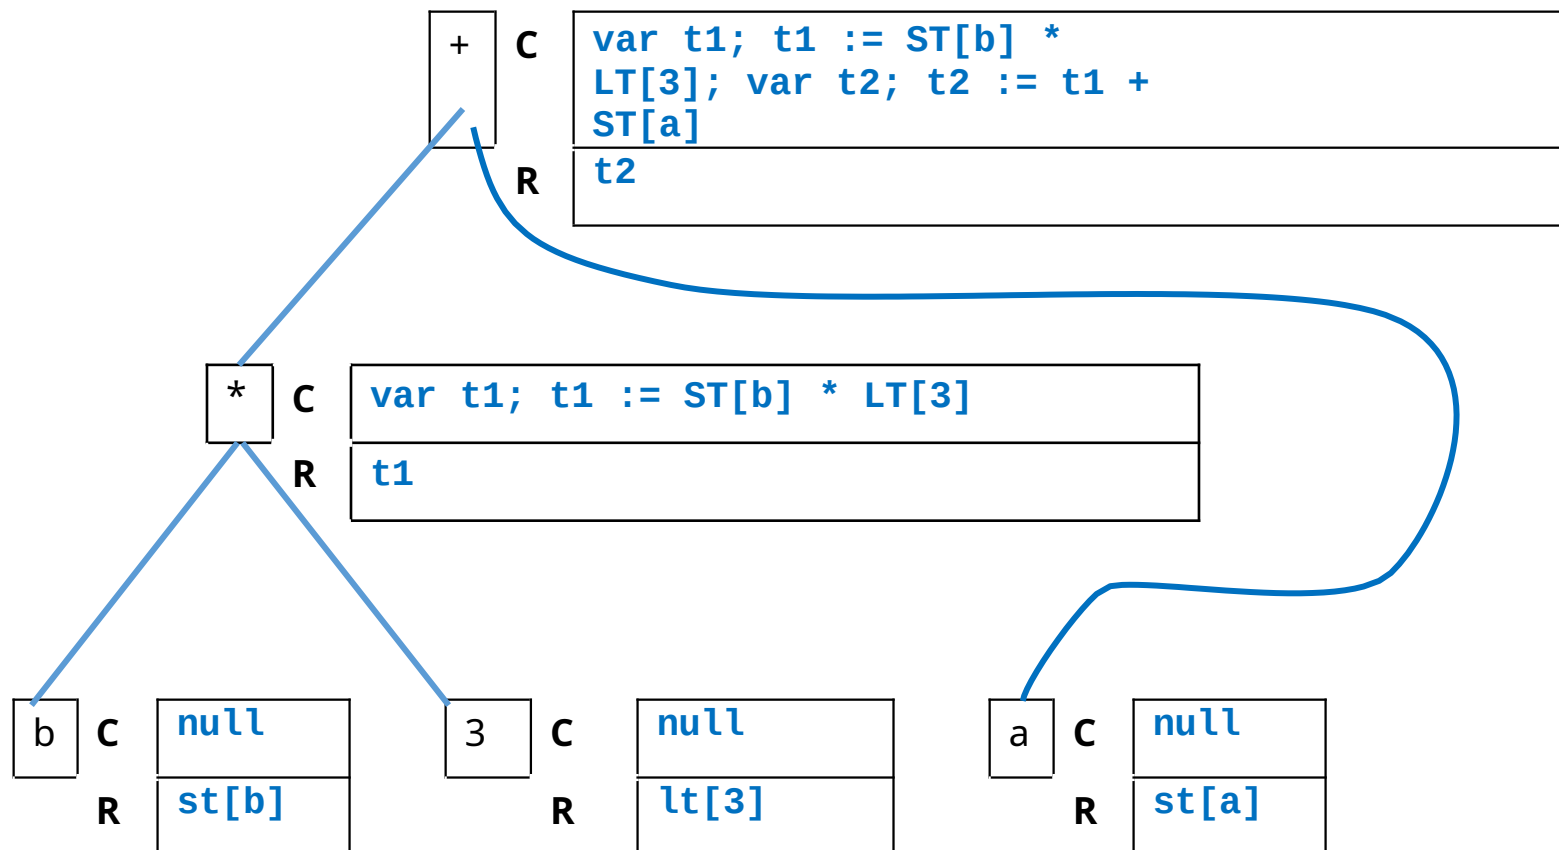 + C var t1; t1 := ST[b] *
LT[3]; var t2; t2 := t1 +
ST[a]
R t2
* C var t1; t1 := ST[b] * LT[3]
R t1
b C null 3 C null a C null
R st[b] R lt[3] R st[a]